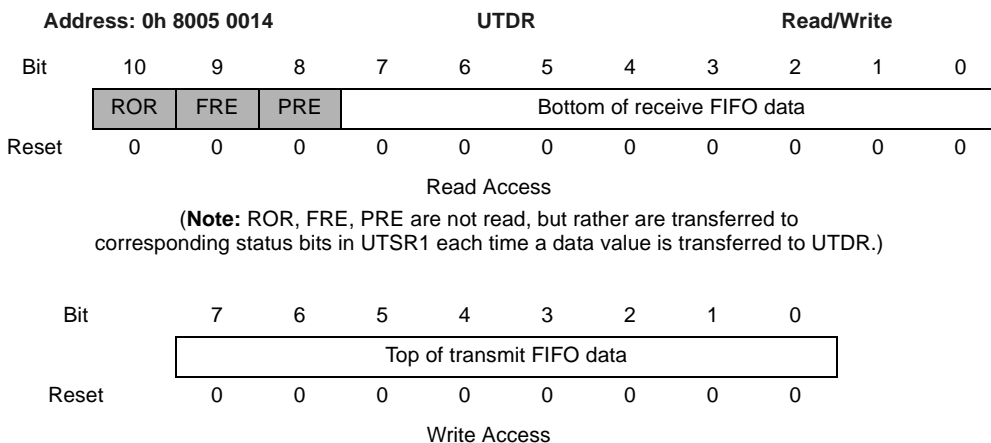 Address: 0h 8005 0014 UTDR Read/Write
Bit 10 9 8 7 6 5 4 3 2 1 0
ROR FRE PRE Bottom of receive FIFO data
Reset 0 0 0 0 0 0 0 0 0 0 0
Read Access
(Note: ROR, FRE, PRE are not read, but rather are transferred to
corresponding status bits in UTSR1 each time a data value is transferred to UTDR.)
Bit 7 6 5 4 3 2 1 0
Top of transmit FIFO data
Reset 0 0 0 0 0 0 0 0
Write Access